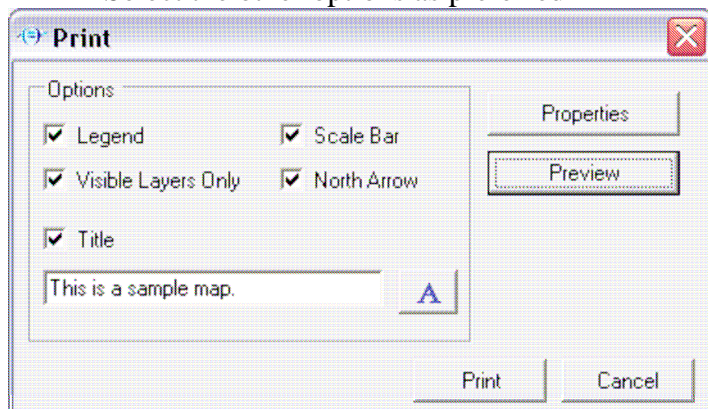 Print
Options
Legend
Scale Bar
Properties
Visible Layers Only
North Arrow
Preview
Title
This is a sample map.
A
Print
Cancel